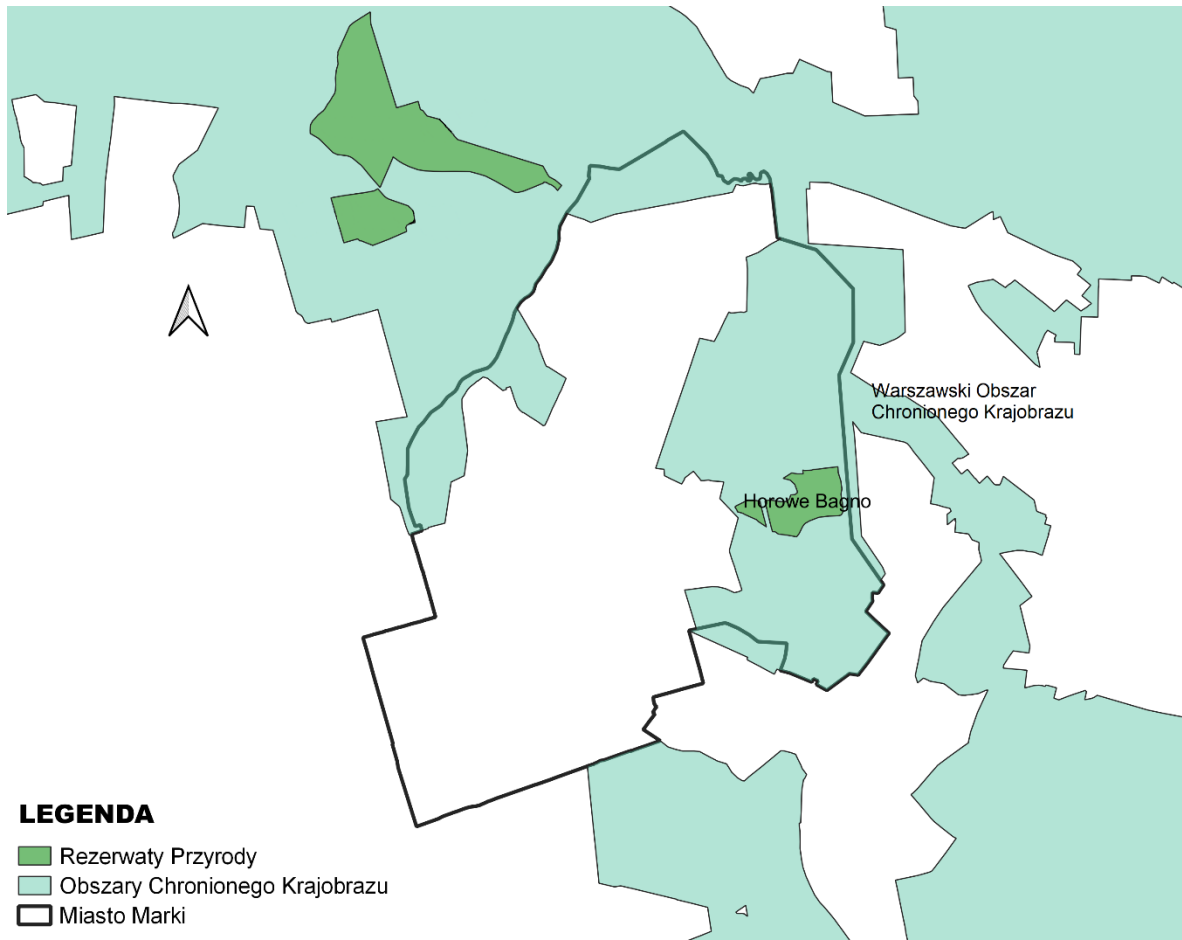 Warszawski Obszar
Chronionego Krajobrazu
Horowe Bagno
LEGENDA
Rezerwaty Przyrody
Obszary Chronionego Krajobrazu
Miasto Marki